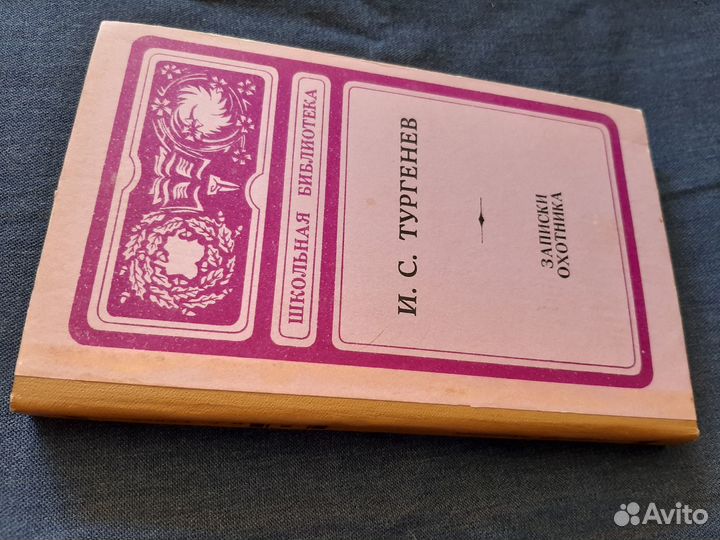 ШКОЛЬНАЯ БИБЛИОТЕКА
И. С. ТУРГЕНЕВ
ЗАПИСКИ
ОХОТНИКА
Avito